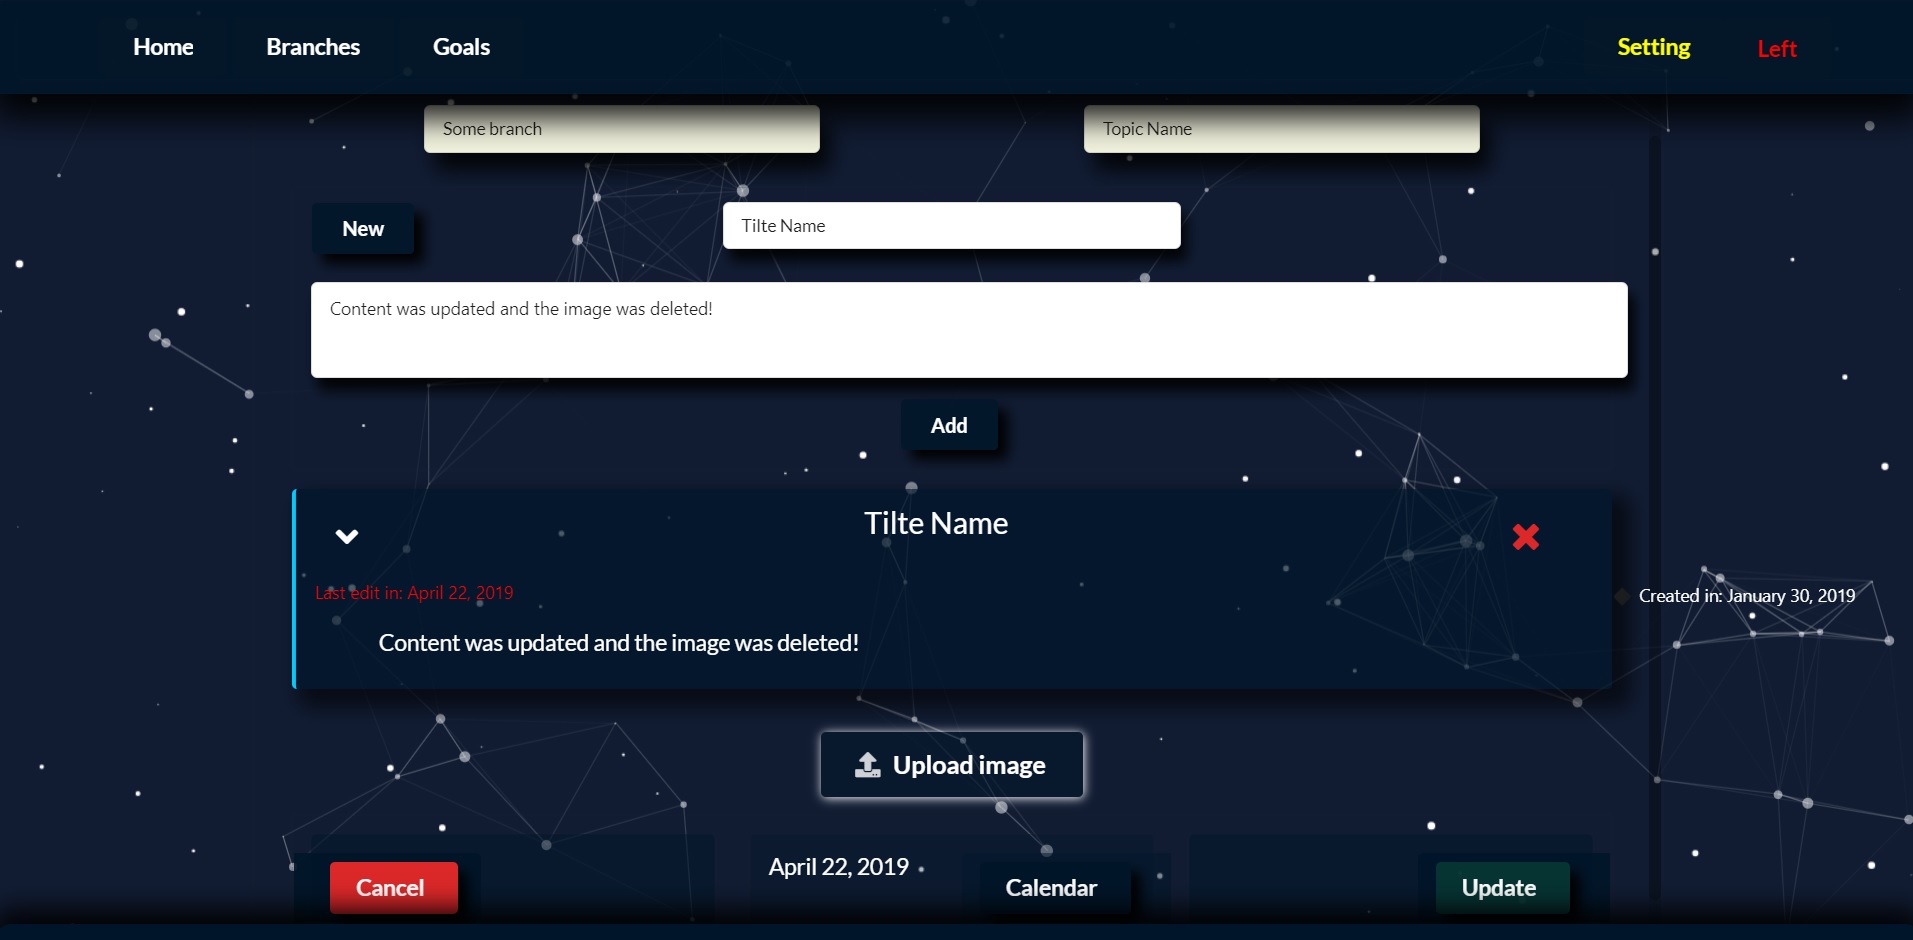 Home Branches Goals Setting Left
Some branch Topic Name
New Tilte Name
Content was updated and the image was deleted!
Add
Tilte Name
Last edit in: April 22, 2019 Created in: January 30, 2019
Content was updated and the image was deleted!
Upload image
April 22, 2019
Cancel Calendar Update